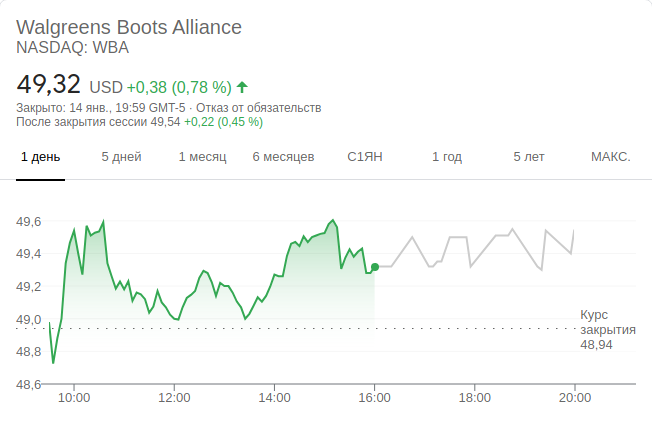 Walgreens Boots Alliance
NASDAQ: WBA
49,32 USD +0,38 (0,78 %)
Закрыто: 14 янв., 19:59 GMT-5 · Отказ от обязательств
После закрытия сессии 49,54 +0,22 (0,45 %)
1 день 5 дней 1 месяц 6 месяцев С1ЯН 1 год 5 лет МАКС.
49,6
49,4
49,2
49,0
48,8
48,6
Курс
закрытия
48,94
10:00 12:00 14:00 16:00 18:00 20:00